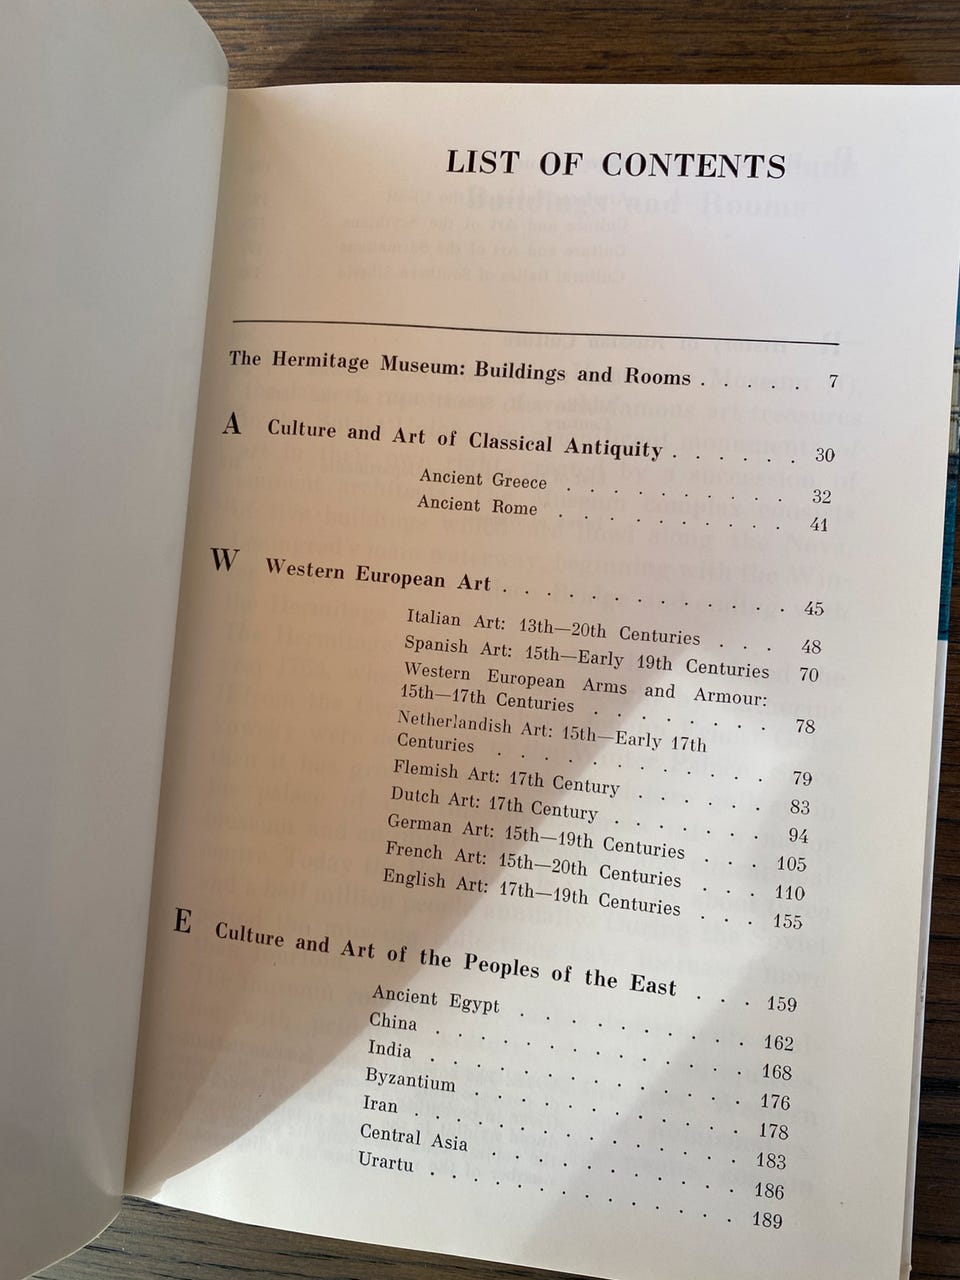 LIST OF CONTENTS
The Hermitage Museum: Buildings and Rooms . . . . . 7
A Culture and Art of Classical Antiquity . . . . . . 30
Ancient Greece . . . . . . . . . . 32
Ancient Rome . . . . . . . . . . 41
W Western European Art . . . . . . . . . . . . 45
Italian Art: 13th—20th Centuries . . . 48
Spanish Art: 15th—Early 19th Centuries 70
Western European Arms and Armour:
15th—17th Centuries . . . . . . . 78
Netherlandish Art: 15th—Early 17th
Centuries . . . . . . . . . . . 79
Flemish Art: 17th Century . . . . . . 83
Dutch Art: 17th Century . . . . . . . 94
German Art: 15th—19th Centuries . . . 105
French Art: 15th—20th Centuries . . . 110
English Art: 17th—19th Centuries . . . 155
E Culture and Art of the Peoples of the East . . . 159
Ancient Egypt . . . . . . . . . . 162
China . . . . . . . . . . . . . 168
India . . . . . . . . . . . . . 176
Byzantium . . . . . . . . . . . 178
Iran . . . . . . . . . . . . . 183
Central Asia . . . . . . . . . . 186
Urartu . . . . . . . . . . . . 189